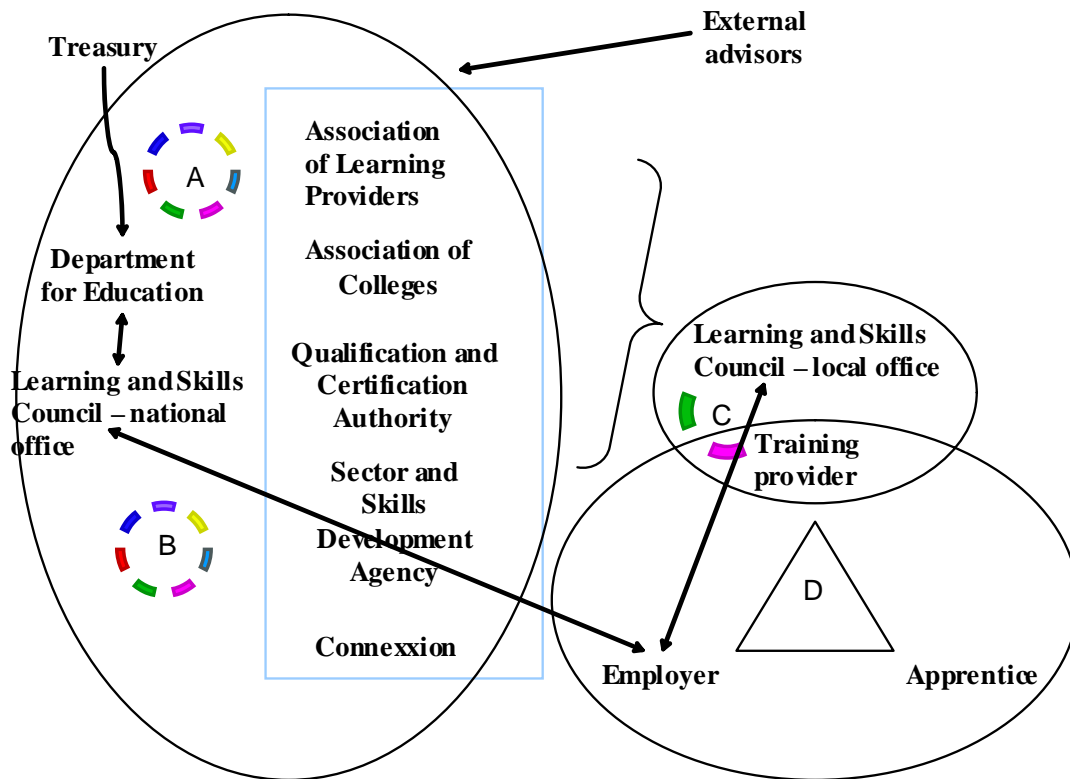 Treasury
External
advisors
A
Association
of Learning
Providers
Department
for Education
Association of
Colleges
Learning and Skills
Council – national
office
Qualification and
Certification
Authority
Learning and Skills
Council – local office
C
Training
provider
Sector and
Skills
Development
Agency
B
D
Connexxion
Employer
Apprentice